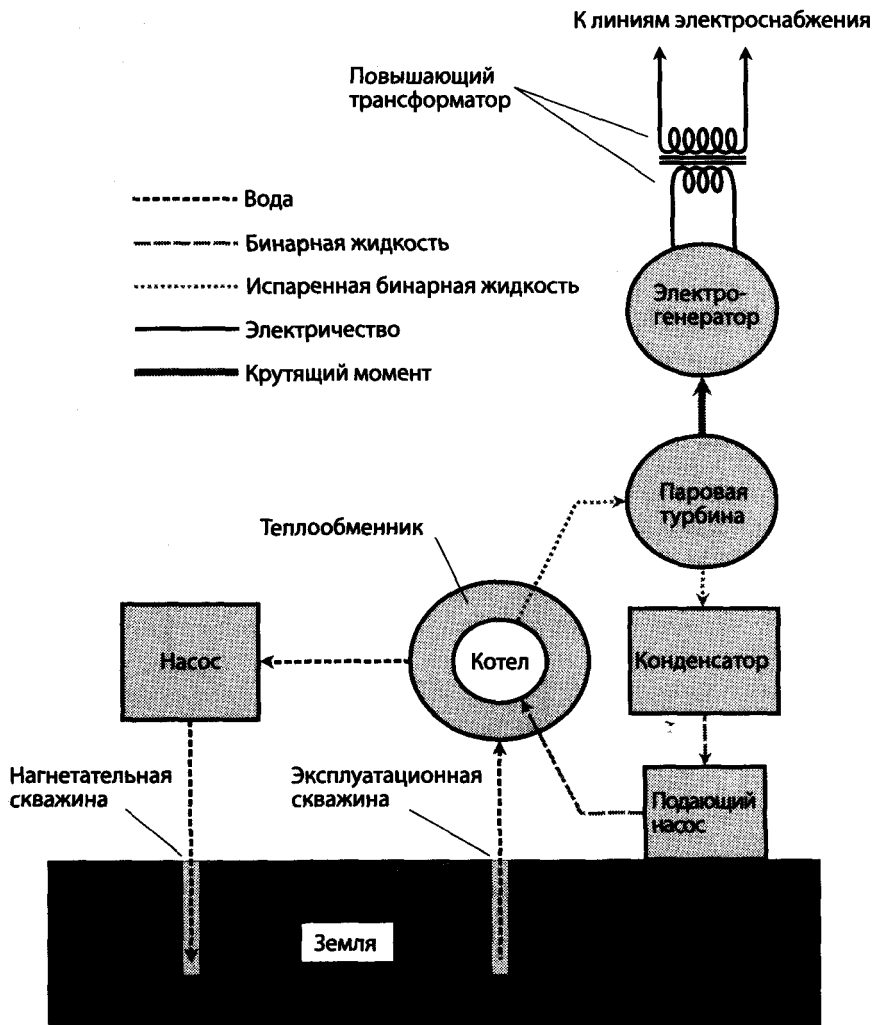 К линиям электроснабжения
Повышающий
трансформатор
Вода
Бинарная жидкость
Испаренная бинарная жидкость
Электричество
Крутящий момент
Электро-
генератор
Паровая
турбина
Теплообменник
Насос
Котел
Конденсатор
Нагнетательная
скважина
Эксплуатационная
скважина
Подающий
насос
Земля